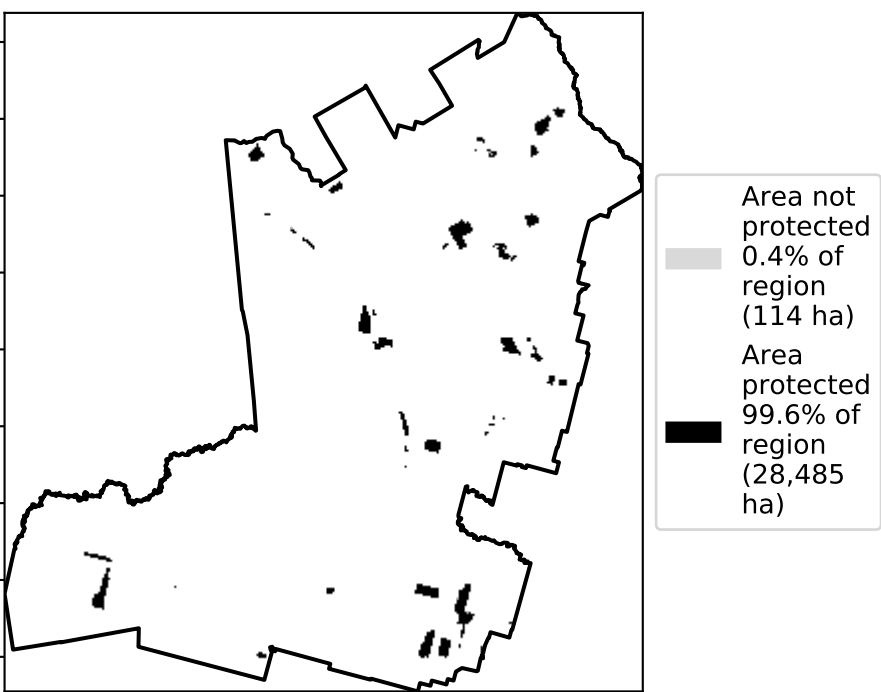 Area not
protected
0.4% of
region
(114 ha)
Area
protected
99.6% of
region
(28,485
ha)